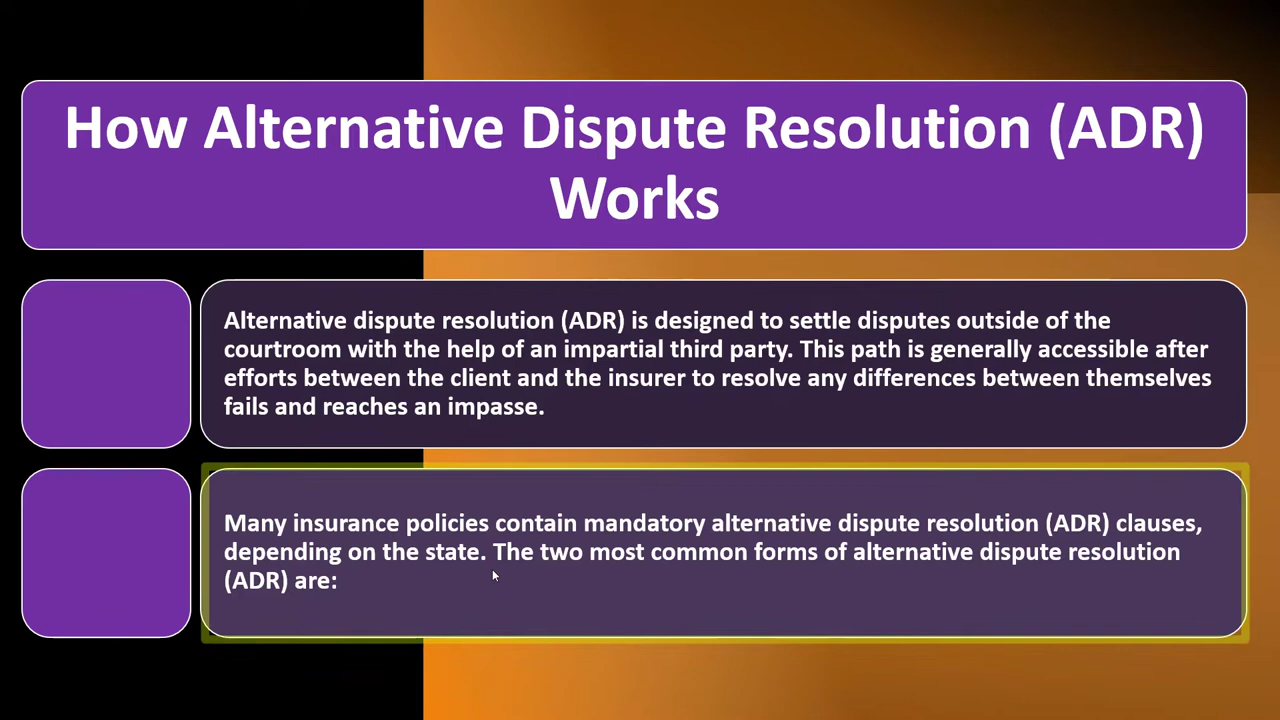 How Alternative Dispute Resolution (ADR)
Works
Alternative dispute resolution (ADR) is designed to settle disputes outside of the
courtroom with the help of an impartial third party. This path is generally accessible after
efforts between the client and the insurer to resolve any differences between themselves
fails and reaches an impasse.
Many insurance policies contain mandatory alternative dispute resolution (ADR) clauses,
depending on the state. The two most common forms of alternative dispute resolution
(ADR) are: